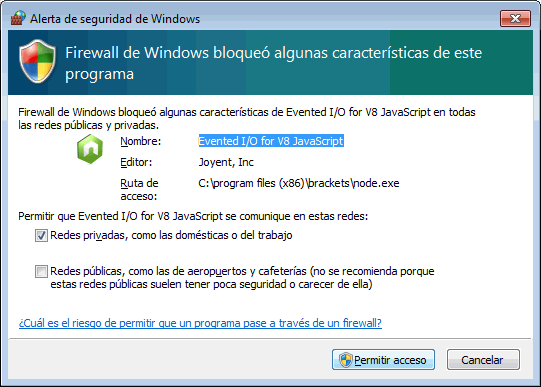 Alerta de seguridad de Windows
Firewall de Windows bloqueó algunas características de este
programa
Firewall de Windows bloqueó algunas características de Evented I/O for V8 JavaScript en todas
las redes públicas y privadas.
Nombre: Evented I/O for V8 JavaScript
Editor: Joyent, Inc
Ruta de
acceso: C:\program files (x86)\brackets\node.exe
Permitir que Evented I/O for V8 JavaScript se comunique en estas redes:
Redes privadas, como las domésticas o del trabajo
Redes públicas, como las de aeropuertos y cafeterías (no se recomienda porque
estas redes públicas suelen tener poca seguridad o carecer de ella)
¿Cuál es el riesgo de permitir que un programa pase a través de un firewall?
Permitir acceso
Cancelar